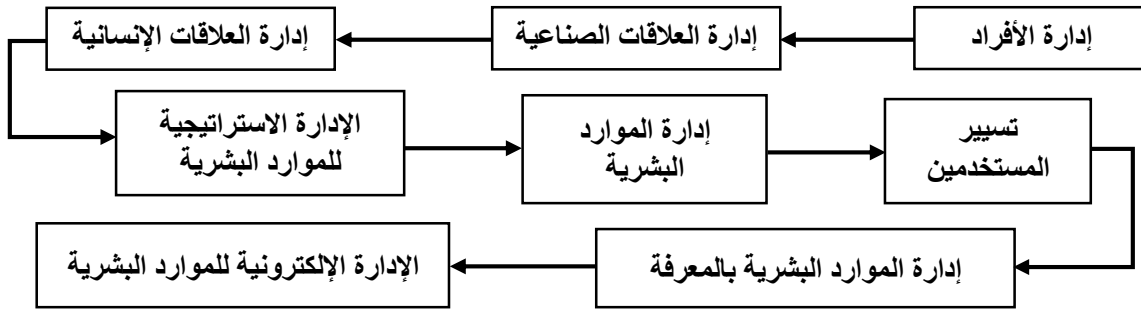 إدارة الأفراد
إدارة العلاقات الصناعية
إدارة العلاقات الإنسانية
الإدارة الاستراتيجية
للموارد البشرية
إدارة الموارد
البشرية
تسيير
المستخدمين
إدارة الموارد البشرية بالمعرفة
الإدارة الإلكترونية للموارد البشرية